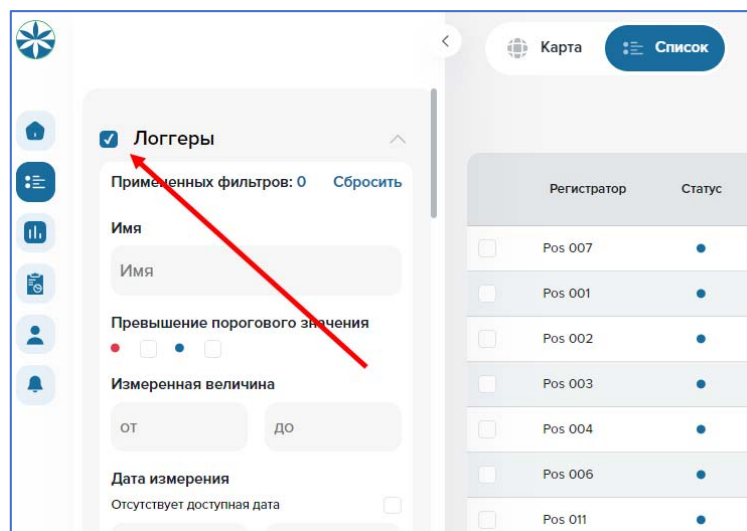 Карта
Список
Логгеры
Примененных фильтров: 0 Сбросить
Имя
Имя
Превышение порогового значения
Измеренная величина
от до
Дата измерения
Отсутствует доступная дата
Регистратор Статус
Pos 007
Pos 001
Pos 002
Pos 003
Pos 004
Pos 006
Pos 011